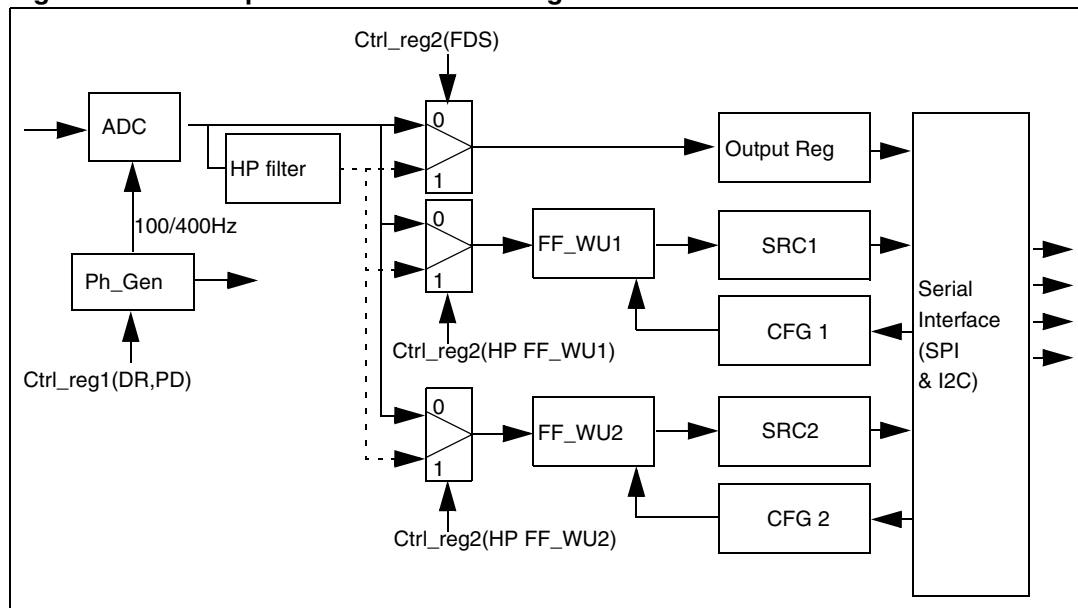 Ctrl_reg2(FDS)
0
ADC
Output Reg
HP filter
1
100/400Hz
0
FF_WU1
SRC1
Ph_Gen
1
Serial
Interface
(SPI
& I2C)
CFG 1
Ctrl_reg2(HP FF_WU1)
Ctrl_reg1(DR,PD)
0
FF_WU2
SRC2
1
CFG 2
Ctrl_reg2(HP FF_WU2)